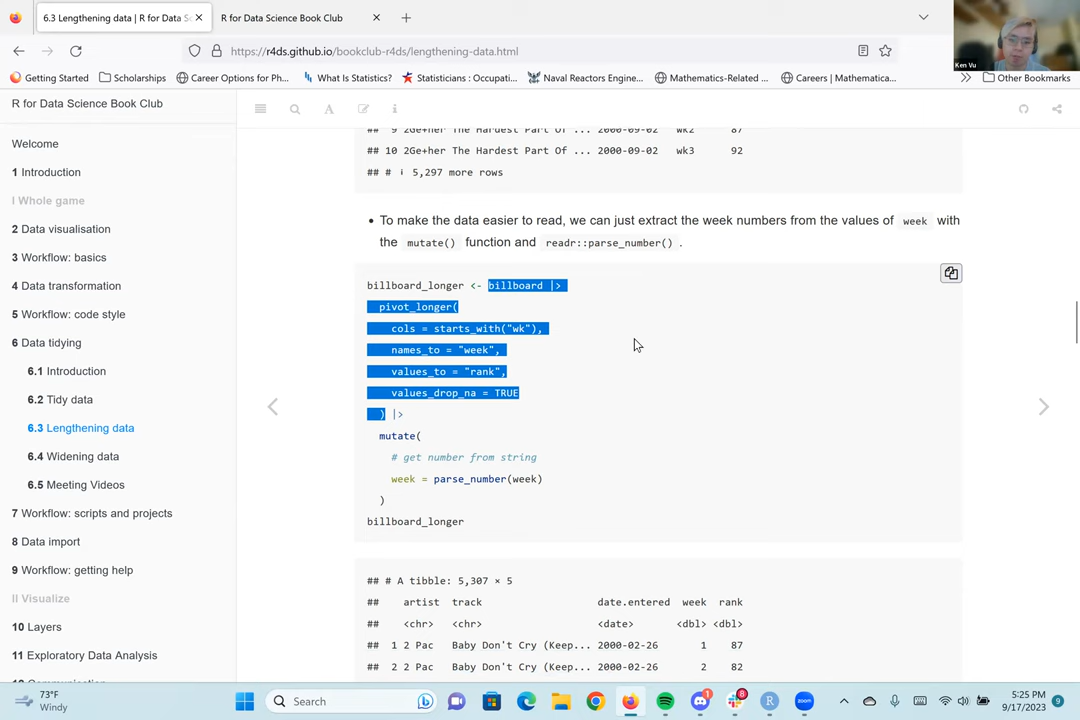 6.3 Lengthening data | R for Data Sc
R for Data Science Book Club
https://r4ds.github.io/bookclub-r4ds/lengthening-data.html
Getting Started
Scholarships
Career Options for Ph...
What Is Statistics?
Statisticians : Occupati...
Naval Reactors Engine...
Mathematics-Related ...
Careers | Mathematica...
Other Bookmarks
Ken Vu
R for Data Science Book Club
Welcome
1 Introduction
I Whole game
2 Data visualisation
3 Workflow: basics
4 Data transformation
5 Workflow: code style
6 Data tidying
6.1 Introduction
6.2 Tidy data
6.3 Lengthening data
6.4 Widening data
6.5 Meeting Videos
7 Workflow: scripts and projects
8 Data import
9 Workflow: getting help
II Visualize
10 Layers
11 Exploratory Data Analysis
## 9 2Ge+her The Hardest Part Of ... 2000-09-02 wk2 87
## 10 2Ge+her The Hardest Part Of ... 2000-09-02 wk3 92
## # ℹ 5,297 more rows
• To make the data easier to read, we can just extract the week numbers from the values of week with
the mutate() function and readr::parse_number() .
billboard_longer <- billboard |>
pivot_longer(
cols = starts_with("wk"),
names_to = "week",
values_to = "rank",
values_drop_na = TRUE
) |>
mutate(
# get number from string
week = parse_number(week)
)
billboard_longer
## # A tibble: 5,307 × 5
## artist track date.entered week rank
## <chr> <chr> <date> <dbl> <dbl>
## 1 2 Pac Baby Don't Cry (Keep... 2000-02-26 1 87
## 2 2 Pac Baby Don't Cry (Keep... 2000-02-26 2 82
73°F
Windy
Search
1
8
5:25 PM
9/17/2023
9